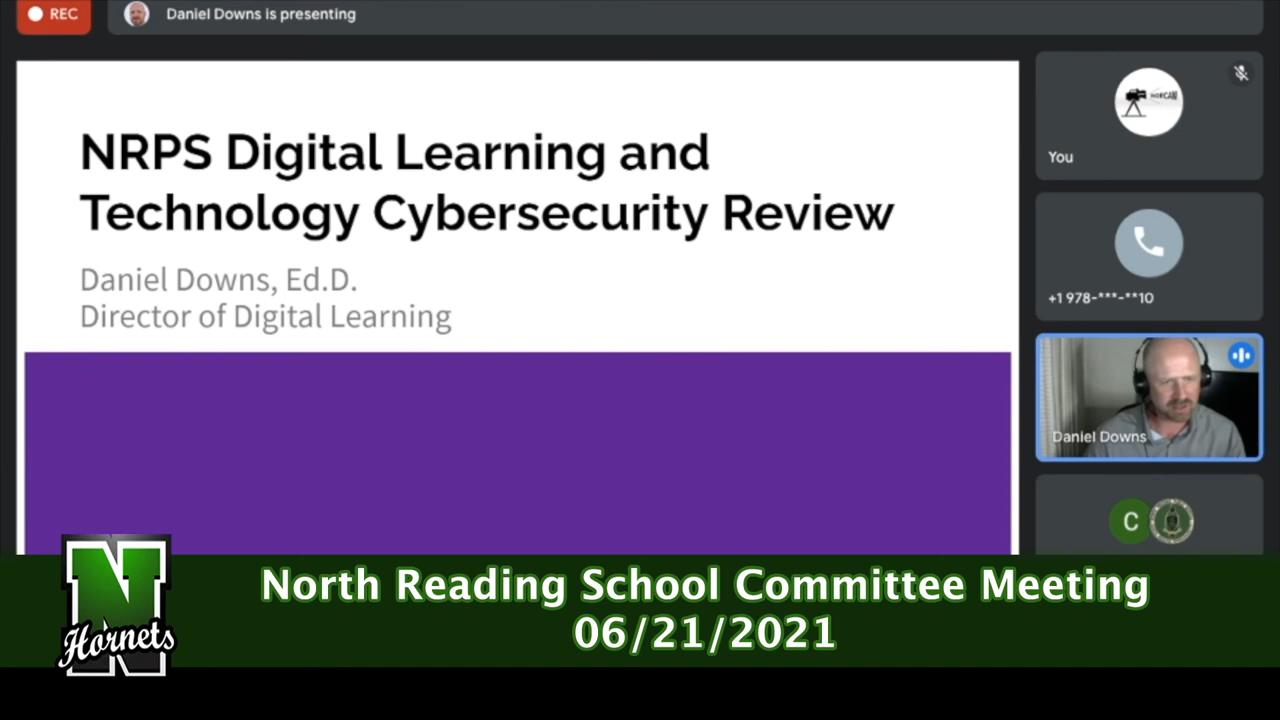 REC
Daniel Downs is presenting
NRPS Digital Learning and
Technology Cybersecurity Review
Daniel Downs, Ed.D.
Director of Digital Learning
NORCAM
You
+1 978-***-**10
Daniel Downs
C
N
Hornets
North Reading School Committee Meeting
06/21/2021